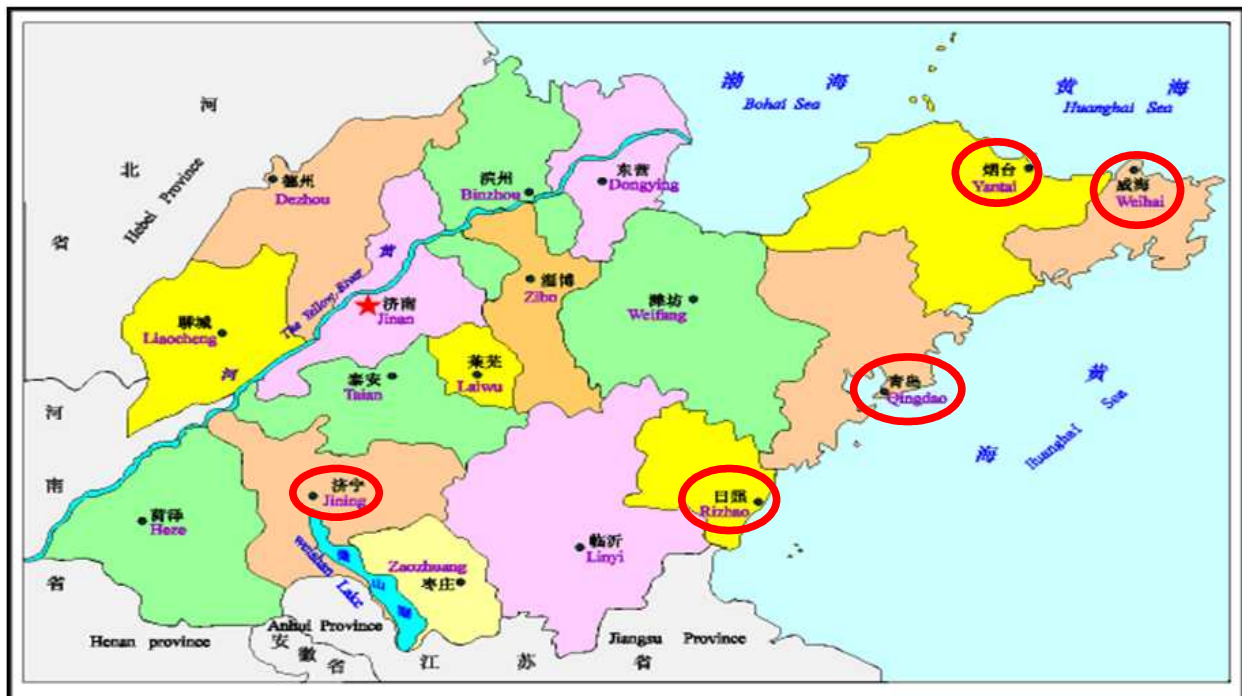 渤 海
Bohai Sea
黄 海
Huanghai Sea
河
北
省
Hebei Province
德州
Dezhou
滨州
Binzhou
东营
Dongying
烟台
Yantai
威海
Weihai
黄
河
The Yellow River
淄博
Zibo
潍坊
Weifang
济南
Jinan
聊城
Liaocheng
莱芜
Laiwu
泰安
Taian
青岛
Qingdao
黄
海
Huanghai Sea
河
南
省
济宁
Jining
日照
Rizhao
菏泽
Heze
临沂
Linyi
weishan Lake
微
山
湖
Zaozhuang
枣庄
Henan province
Anhui Province
安
徽
省
Jiangsu Province
江 苏 省